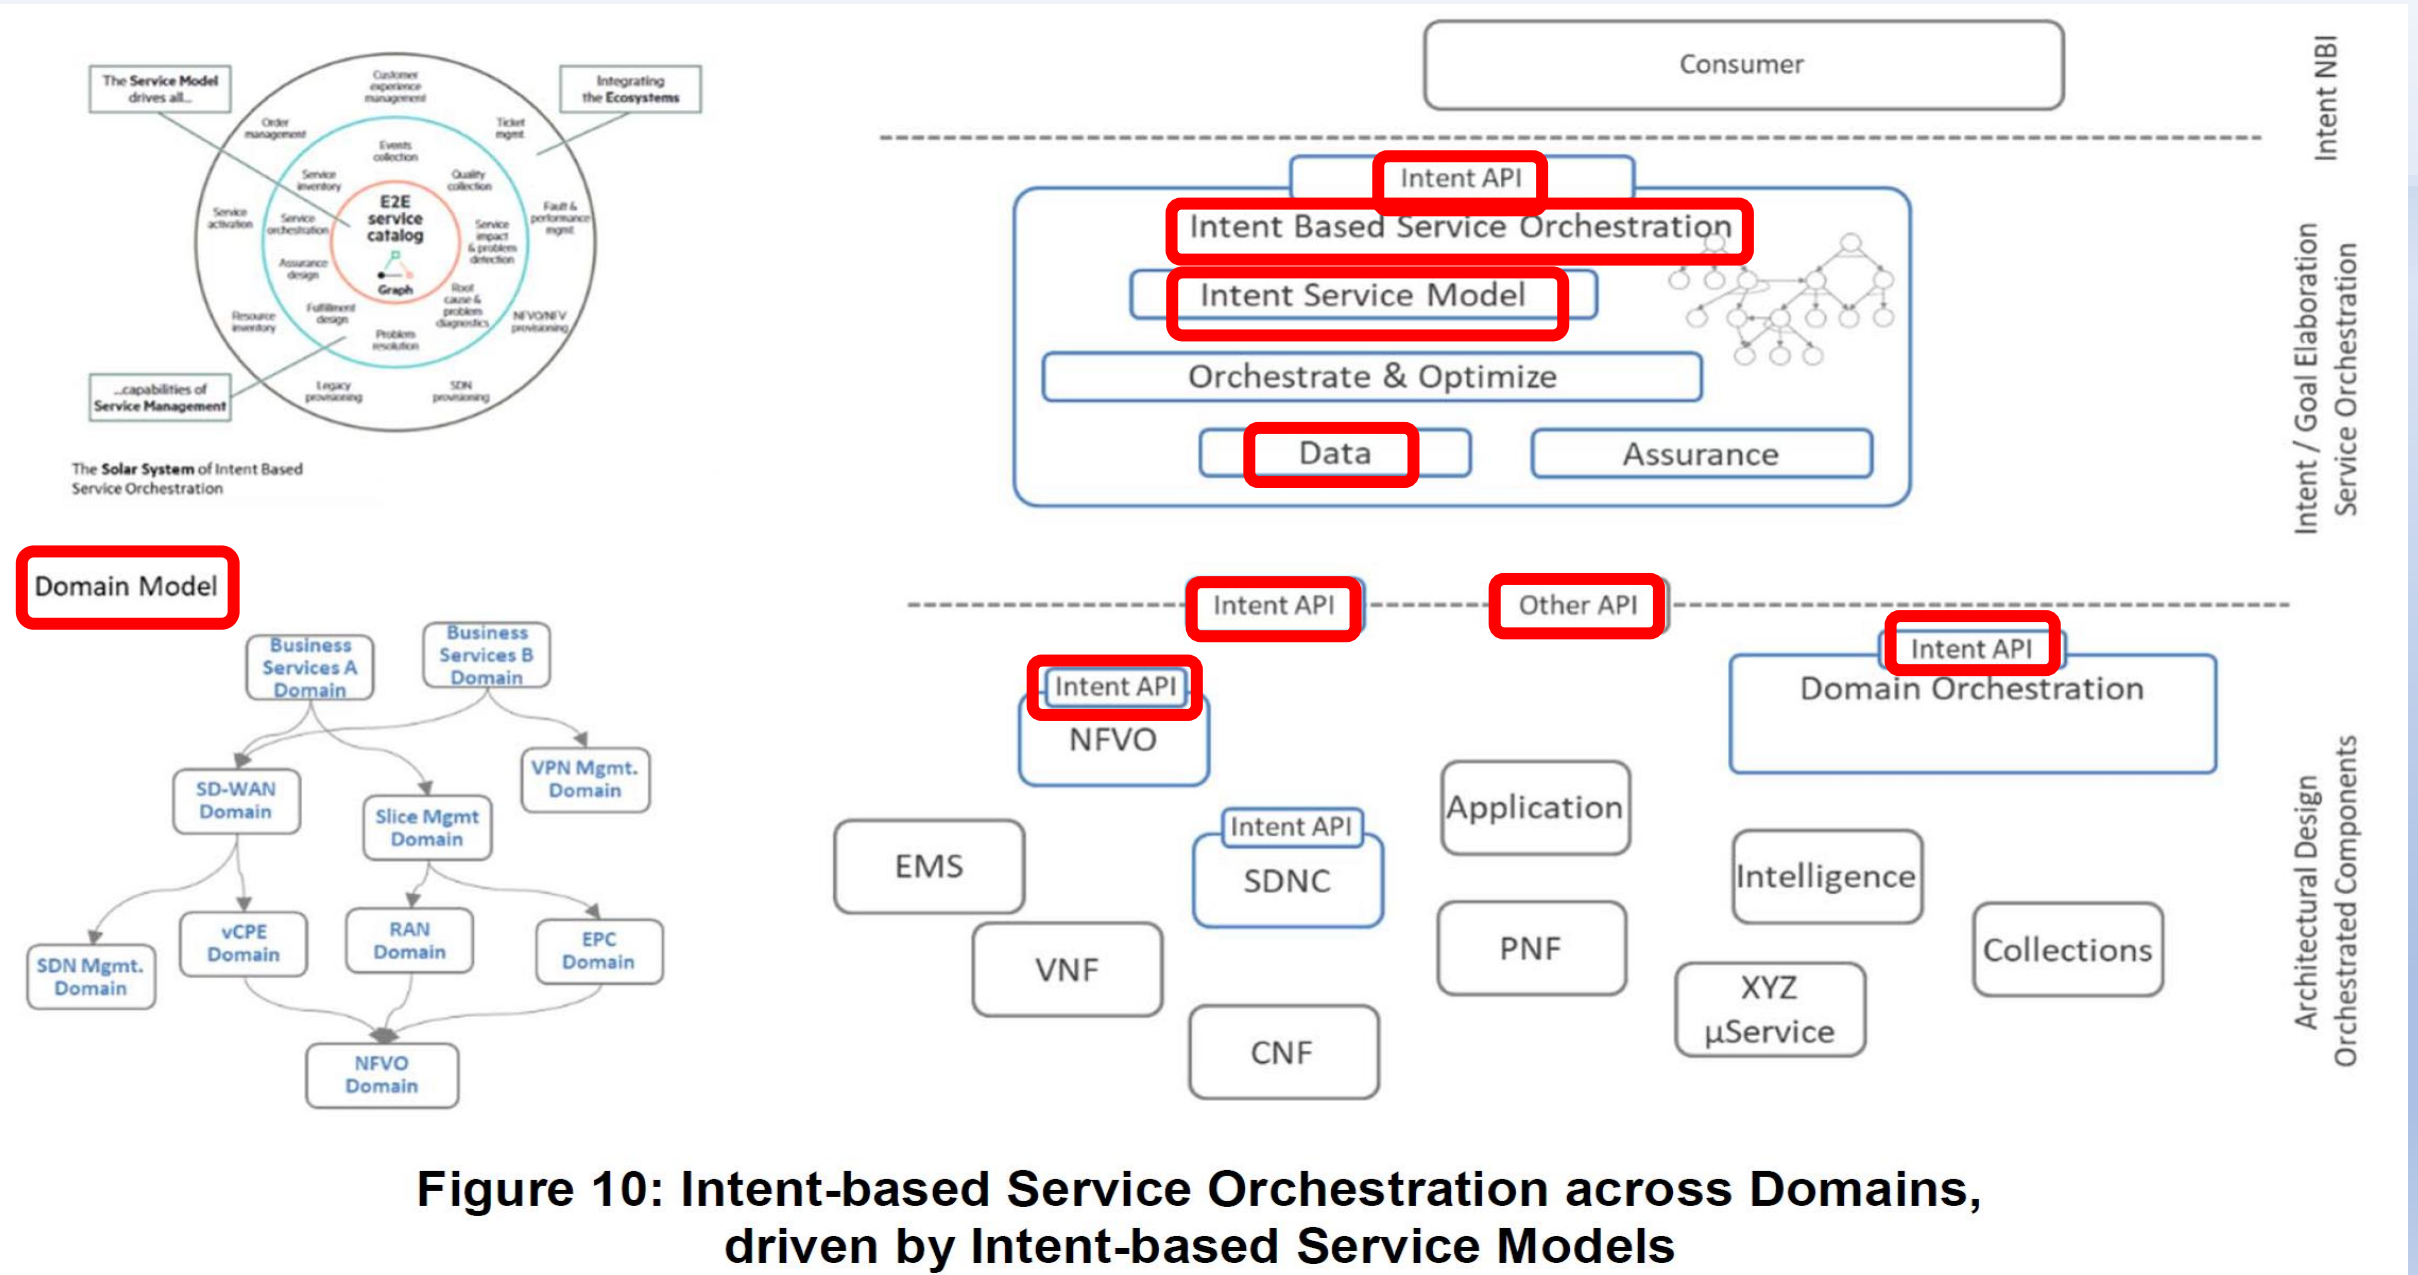 The Service Model
drives all...
Integrating
the Ecosystems
Customer
experience
management
Order
management
Ticket
mgmt.
Events
collection
Service
inventory
Quality
collection
E2E
service
catalog
Graph
Service
activation
Service
orchestration
Service
impact
& problem
detection
Fault &
performance
mgmt
Assurance
design
Root
cause &
problem
diagnostics
Fulfillment
design
Problem
resolution
Resource
inventory
NFVO/NFV
provisioning
Legacy
provisioning
SDN
provisioning
...capabilities of
Service Management
The Solar System of Intent Based
Service Orchestration
Consumer
Intent NBI
Intent API
Intent Based Service Orchestration
Intent Service Model
Orchestrate & Optimize
Data
Assurance
Intent / Goal Elaboration
Service Orchestration
Domain Model
Business
Services A
Domain
Business
Services B
Domain
SD-WAN
Domain
Slice Mgmt
Domain
VPN Mgmt.
Domain
SDN Mgmt.
Domain
vCPE
Domain
RAN
Domain
EPC
Domain
NFVO
Domain
Intent API
Other API
Intent API
Domain Orchestration
Intent API
NFVO
Intent API
SDNC
Application
EMS
Intelligence
VNF
PNF
Collections
XYZ
µService
CNF
Architectural Design
Orchestrated Components
Figure 10: Intent-based Service Orchestration across Domains,
driven by Intent-based Service Models